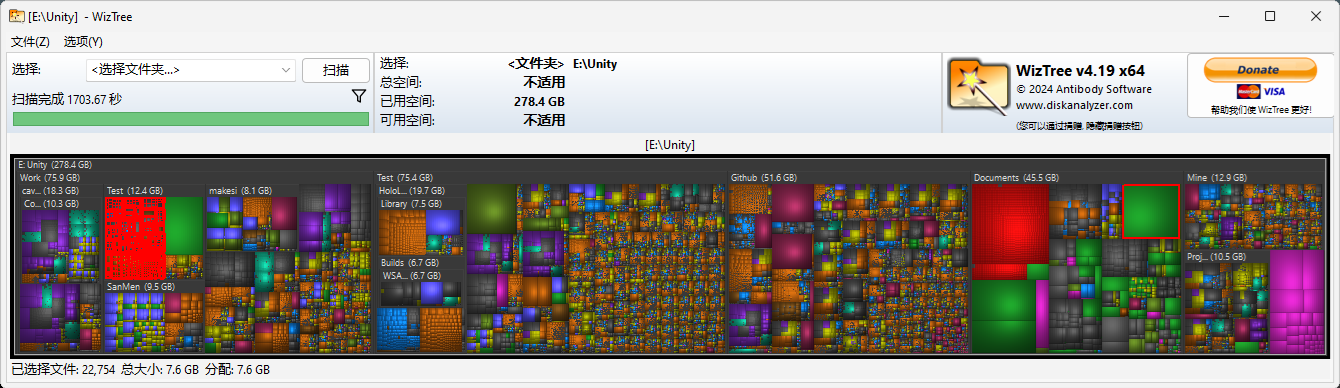 [E:\Unity] - WizTree
文件(Z) 选项(Y)
选择: <选择文件夹...> 扫描
扫描完成 1703.67 秒
选择: <文件夹> E:\Unity
总空间: 不适用
已用空间: 278.4 GB
可用空间: 不适用
WizTree v4.19 x64
© 2024 Antibody Software
www.diskanalyzer.com
(您可以通过捐赠, 隐藏捐赠按钮)
Donate
MasterCard VISA
帮助我们使 WizTree 更好!
[E:\Unity]
E: Unity (278.4 GB)
Work (75.9 GB)
cav... (18.3 GB)
Co... (10.3 GB)
Test (12.4 GB)
SanMen (9.5 GB)
makesi (8.1 GB)
Test (75.4 GB)
HoloL... (19.7 GB)
Library (7.5 GB)
Builds (6.7 GB)
WSA... (6.7 GB)
Github (51.6 GB)
Documents (45.5 GB)
Mine (12.9 GB)
Proj... (10.5 GB)
已选择文件: 22,754 总大小: 7.6 GB 分配: 7.6 GB